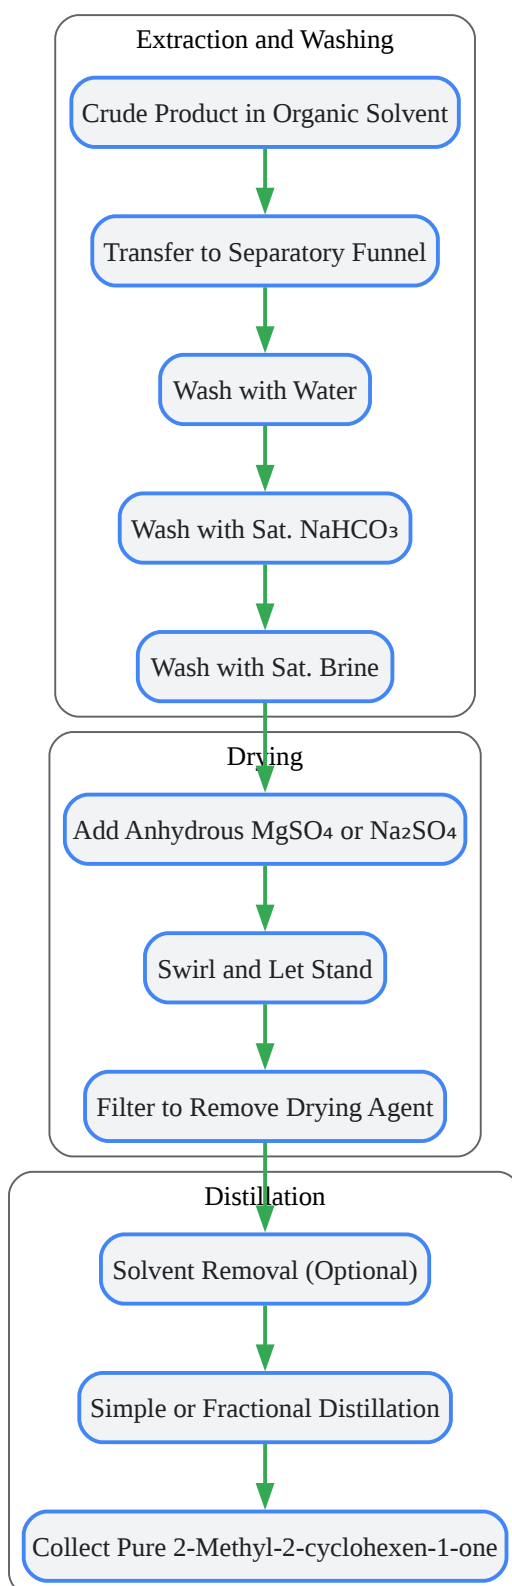 Extraction and Washing
Crude Product in Organic Solvent
Transfer to Separatory Funnel
Wash with Water
Wash with Sat. NaHCO₃
Wash with Sat. Brine
Drying
Add Anhydrous MgSO₄ or Na₂SO₄
Swirl and Let Stand
Filter to Remove Drying Agent
Distillation
Solvent Removal (Optional)
Simple or Fractional Distillation
Collect Pure 2-Methyl-2-cyclohexen-1-one